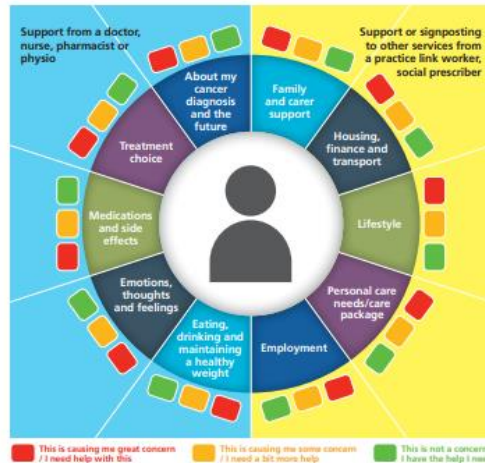 Support from a doctor,
nurse, pharmacist or
physio
Support or signposting
to other services from
a practice link worker,
social prescriber
About my
cancer
diagnosis
and the
future
Family
and carer
support
Housing,
finance and
transport
Lifestyle
Personal care
needs/care
package
Employment
Eating,
drinking and
maintaining
a healthy
weight
Emotions,
thoughts
and feelings
Medications
and side
effects
Treatment
choice
This is causing me great concern
/ I need help with this
This is causing me some concern
/ I need a bit more help
This is not a concern
I have the help I nee